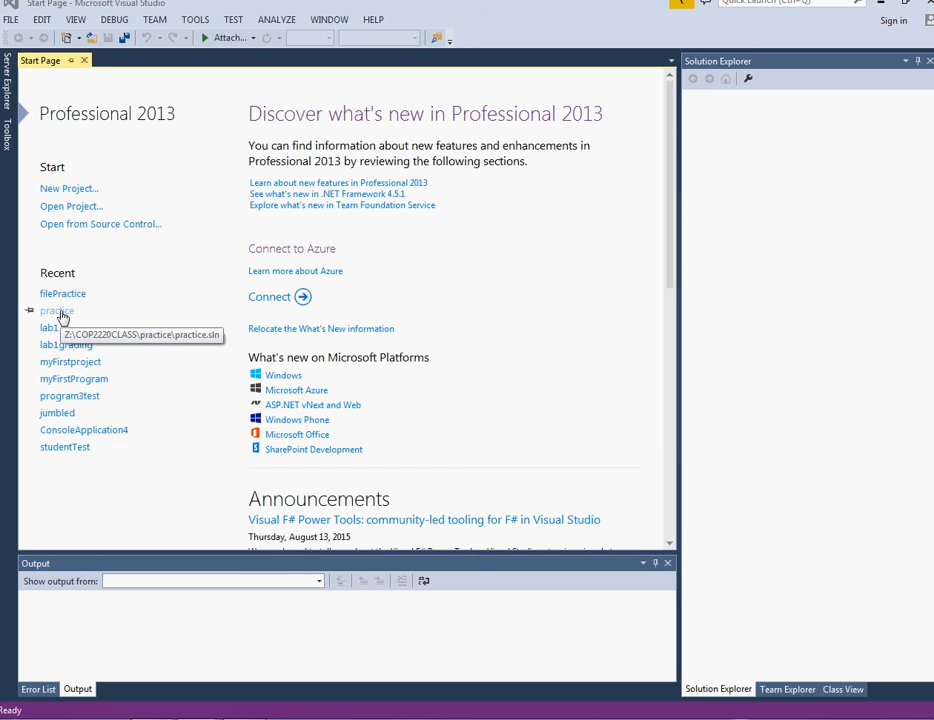 Start Page - Microsoft Visual Studio
Quick Launch (Ctrl+Q)
FILE EDIT VIEW DEBUG TEAM TOOLS TEST ANALYZE WINDOW HELP
Sign in
Attach...
Server Explorer
Toolbox
Start Page
Professional 2013
Start
New Project...
Open Project...
Open from Source Control...
Recent
filePractice
practice
lab1
Z:\COP2220CLASS\practice\practice.sln
lab1grading
myFirstproject
myFirstProgram
program3test
jumbled
ConsoleApplication4
studentTest
Discover what's new in Professional 2013
You can find information about new features and enhancements in
Professional 2013 by reviewing the following sections.
Learn about new features in Professional 2013
See what's new in .NET Framework 4.5.1
Explore what's new in Team Foundation Service
Connect to Azure
Learn more about Azure
Connect
Relocate the What's New information
What's new on Microsoft Platforms
Windows
Microsoft Azure
ASP.NET vNext and Web
Windows Phone
Microsoft Office
SharePoint Development
Announcements
Visual F# Power Tools: community-led tooling for F# in Visual Studio
Thursday, August 13, 2015
Solution Explorer
Output
Show output from:
Error List Output
Solution Explorer Team Explorer Class View
Ready